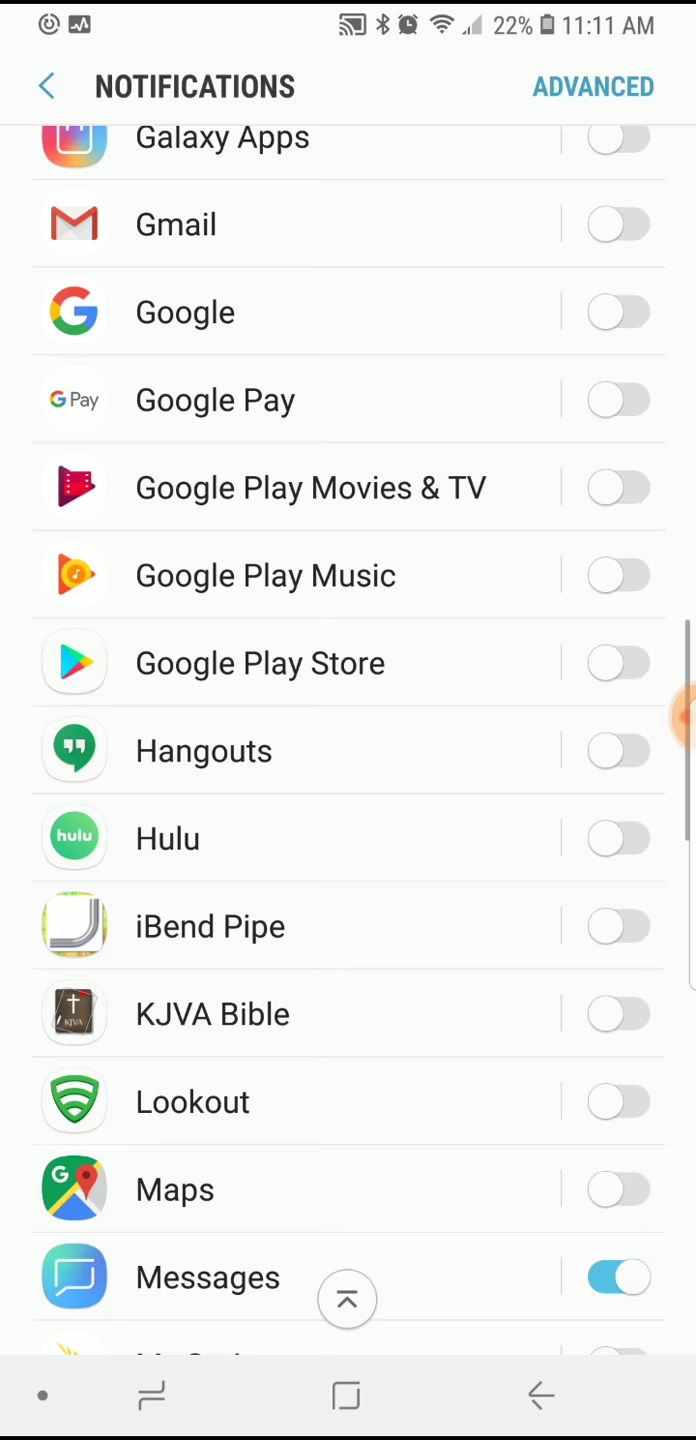 22% 11:11 AM
NOTIFICATIONS ADVANCED
Galaxy Apps
Gmail
Google
G Pay Google Pay
Google Play Movies & TV
Google Play Music
Google Play Store
Hangouts
hulu Hulu
iBend Pipe
KJVA KJVA Bible
Lookout
G Maps
Messages